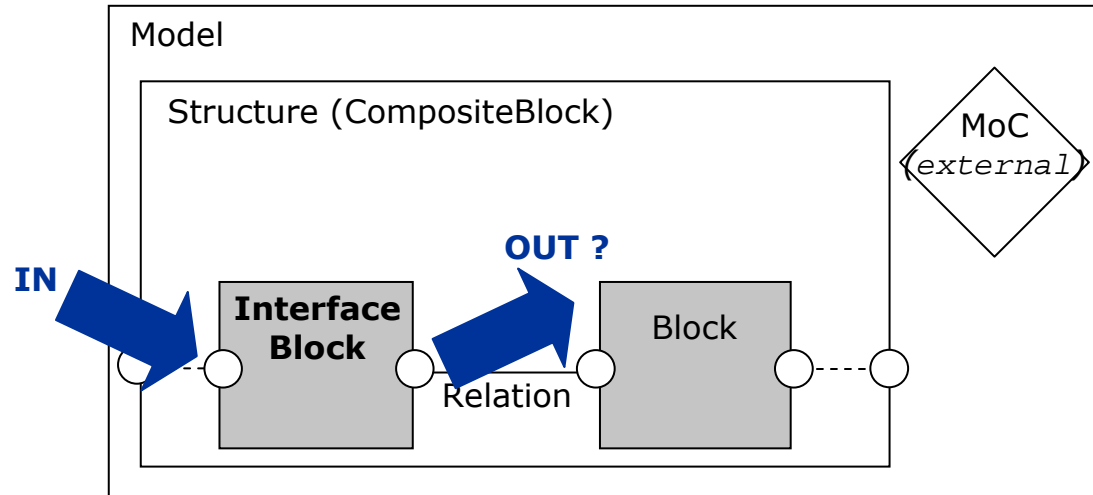 Model
Structure (CompositeBlock)
MoC
(external)
OUT ?
IN
Interface
Block
Block
Relation